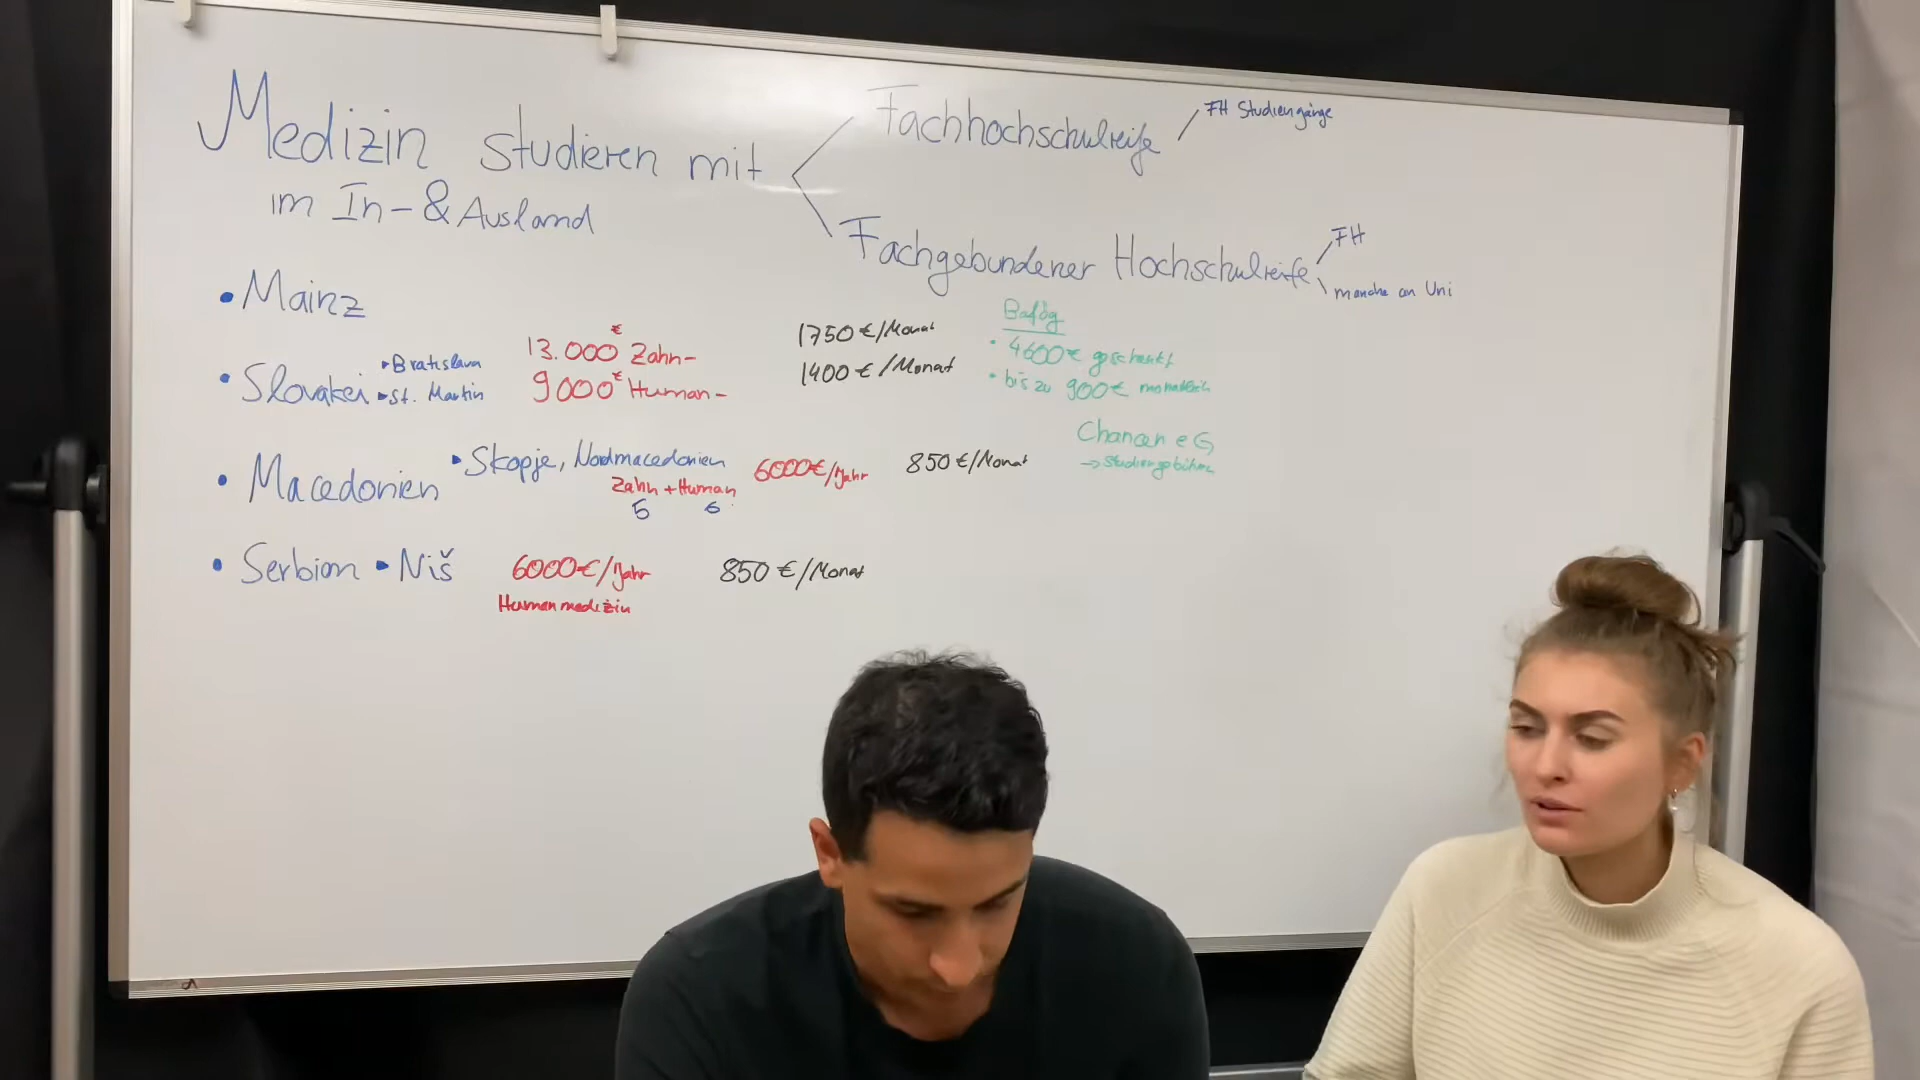 Medizin studieren mit
im In- & Ausland
Fachhochschulreife
FH Studiengänge
Fachgebundener Hochschulreife
FH
manche an Uni
• Mainz
• Slovakei
▸ Bratislava
▸ St. Martin
13.000 € Zahn-
9000 € Human-
1750 €/Monat
1400 €/Monat
Bafög
• 4600€ geschenkt
• bis zu 900€ monatlich
Chancen eG
→ Studiengebühren
• Macedonien
▸ Skopje, Nordmacedonien
Zahn + Human
5 6
6000€/Jahr
850 €/Monat
• Serbien • Niš
6000€/Jahr
Humanmedizin
850 €/Monat